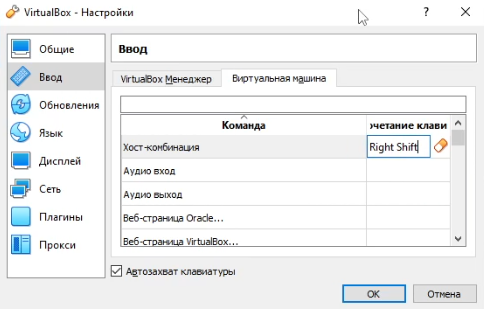 VirtualBox - Настройки
?
Общие
Ввод
Обновления
Язык
Дисплей
Сеть
Плагины
Прокси
Ввод
VirtualBox Менеджер
Виртуальная машина
Команда
учетание клави
Хост-комбинация
Right Shift
Аудио вход
Аудио выход
Веб-страница Oracle...
Веб-страница VirtualBox...
Автозахват клавиатуры
OK
Отмена